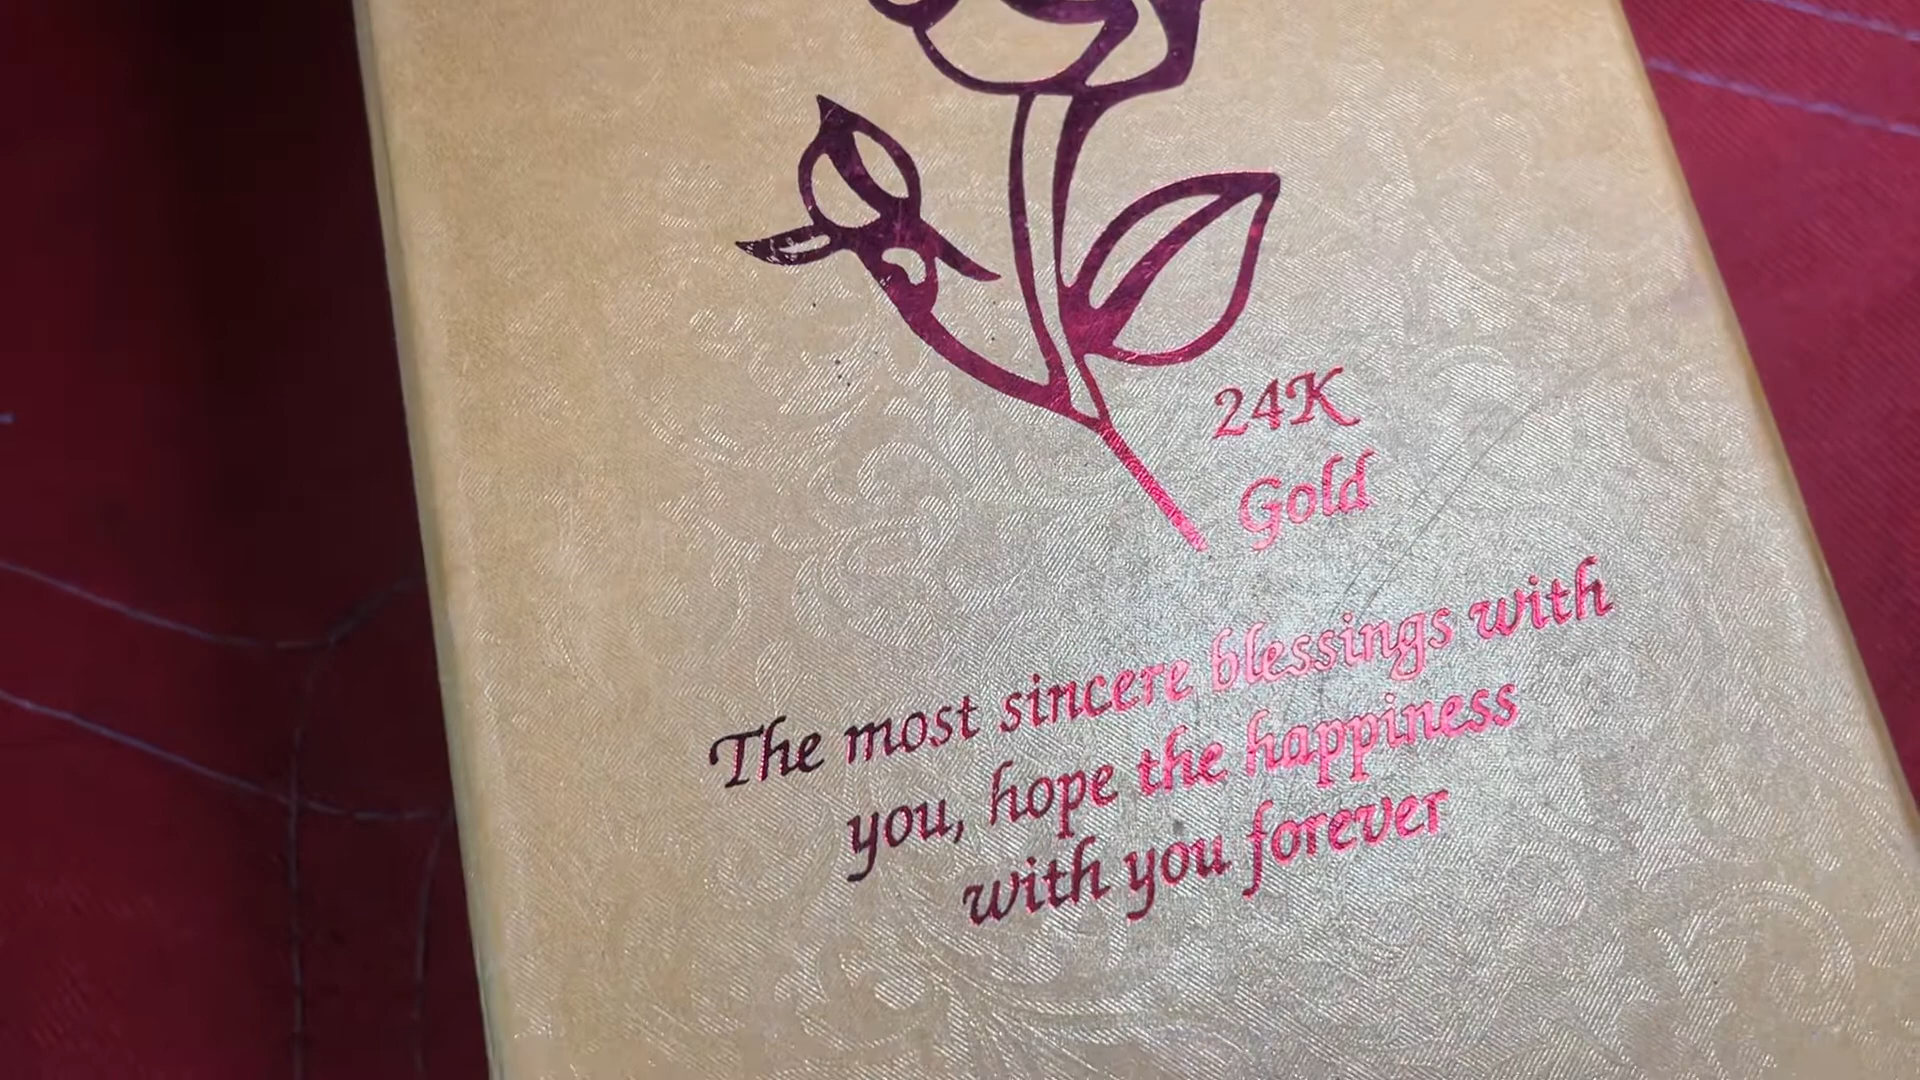 24K
Gold
The most sincere blessings with
you, hope the happiness
with you forever